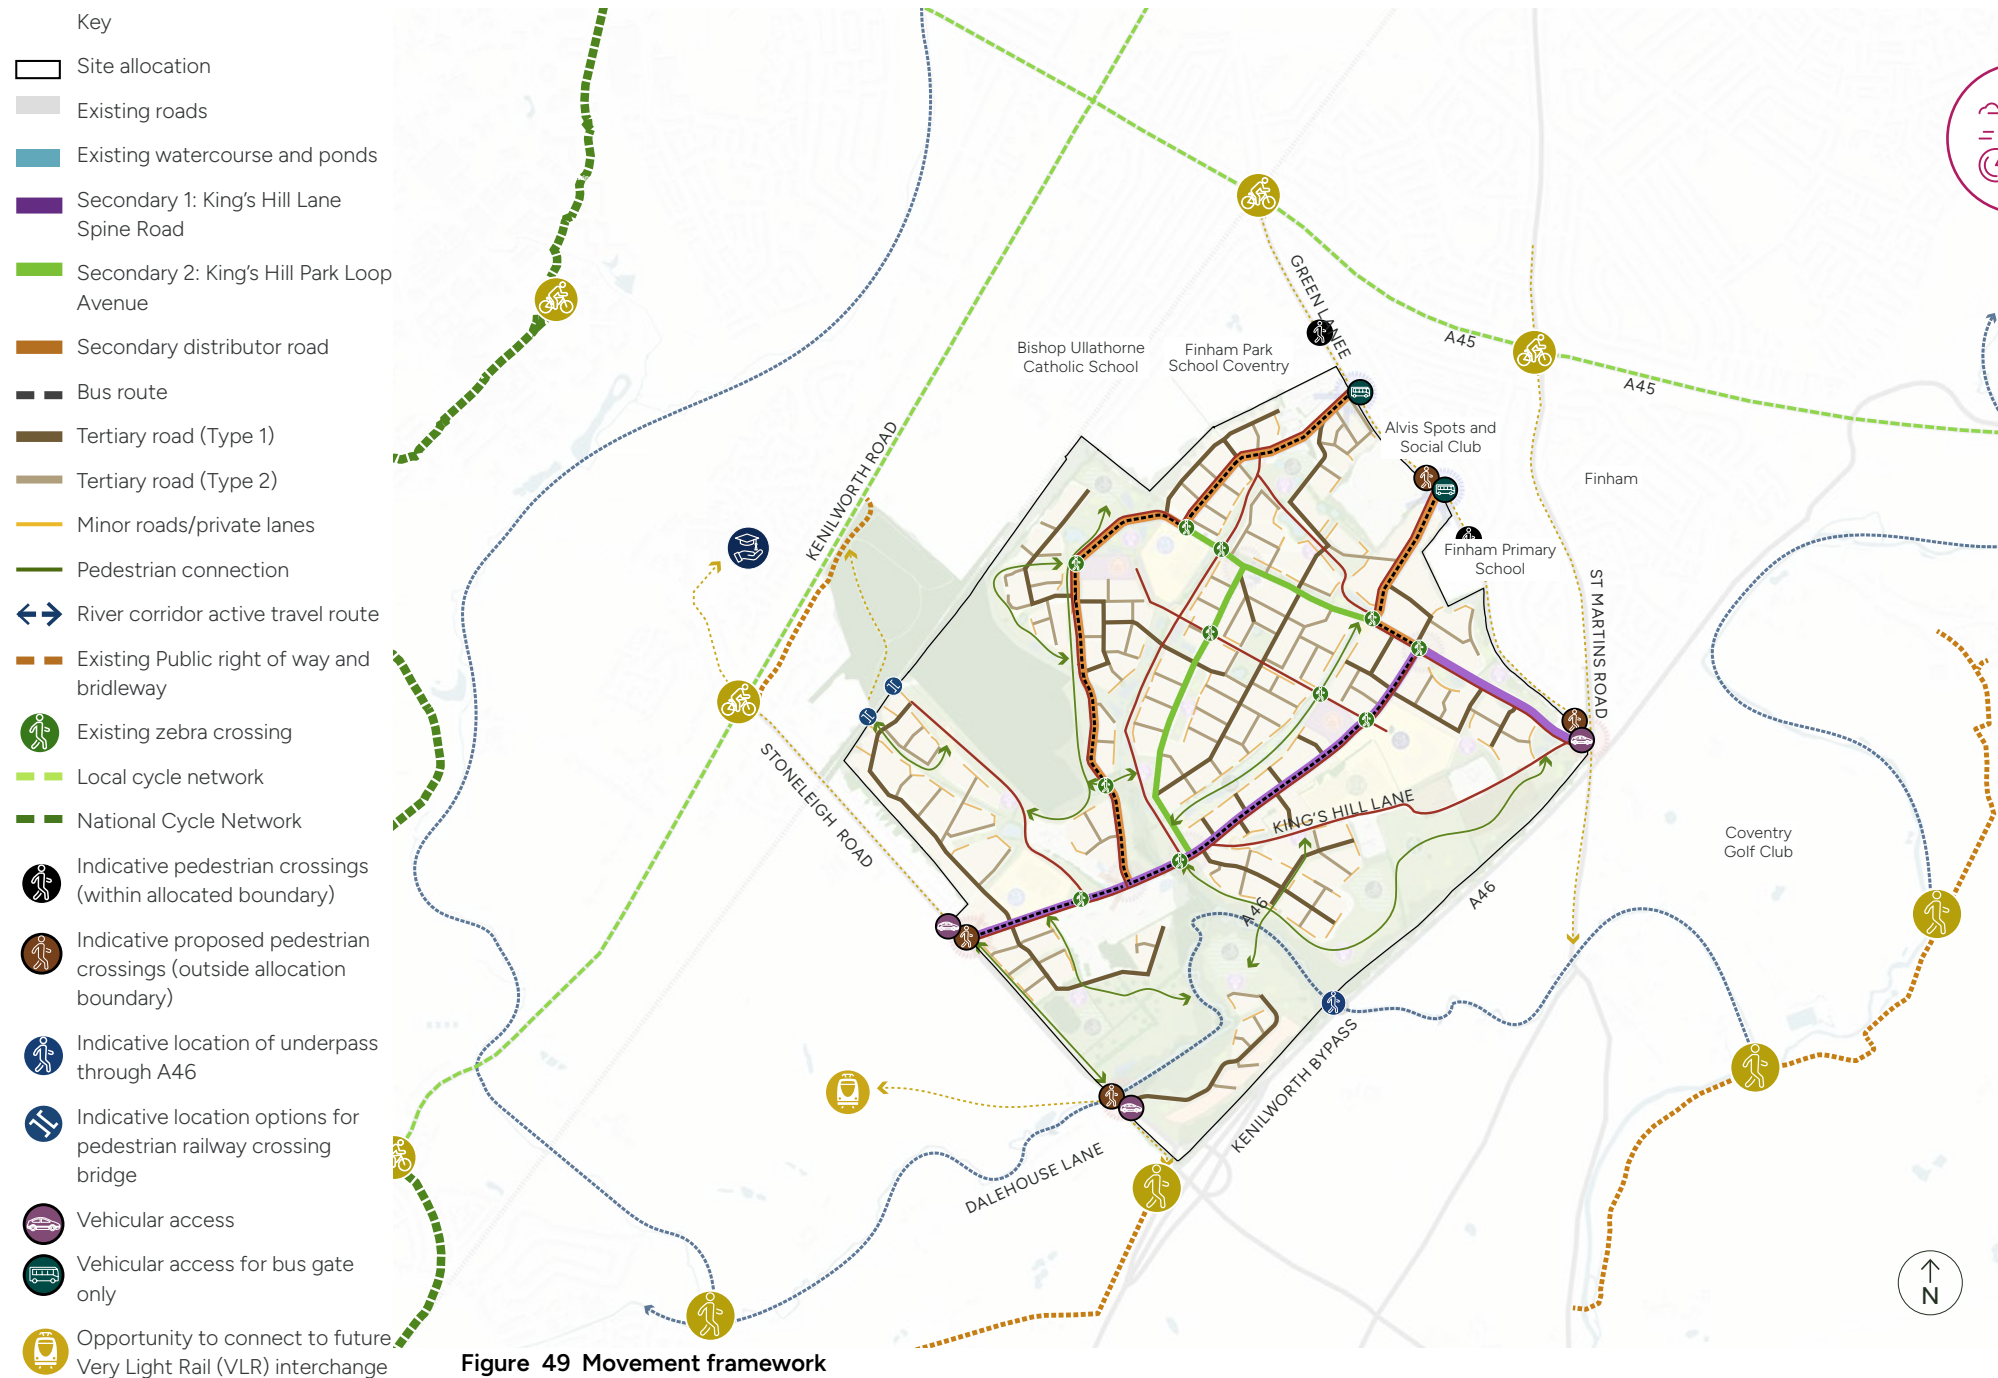 Key
Site allocation
Existing roads
Existing watercourse and ponds
Secondary 1: King's Hill Lane
Spine Road
Secondary 2: King's Hill Park Loop
Avenue
Secondary distributor road
Bus route
Tertiary road (Type 1)
Tertiary road (Type 2)
Minor roads/private lanes
Pedestrian connection
River corridor active travel route
Existing Public right of way and
bridleway
Existing zebra crossing
Local cycle network
National Cycle Network
Indicative pedestrian crossings
(within allocated boundary)
Indicative proposed pedestrian
crossings (outside allocation
boundary)
Indicative location of underpass
through A46
Indicative location options for
pedestrian railway crossing
bridge
Vehicular access
Vehicular access for bus gate
only
Opportunity to connect to future
Very Light Rail (VLR) interchange
GREEN LANEE
A45
A45
Bishop Ullathorne
Catholic School
Finham Park
School Coventry
Alvis Spots and
Social Club
Finham
Finham Primary
School
KENILWORTH ROAD
ST MARTINS ROAD
STONELEIGH ROAD
KING'S HILL LANE
Coventry
Golf Club
A46
A46
KENILWORTH BYPASS
DALEHOUSE LANE
N
Figure 49 Movement framework